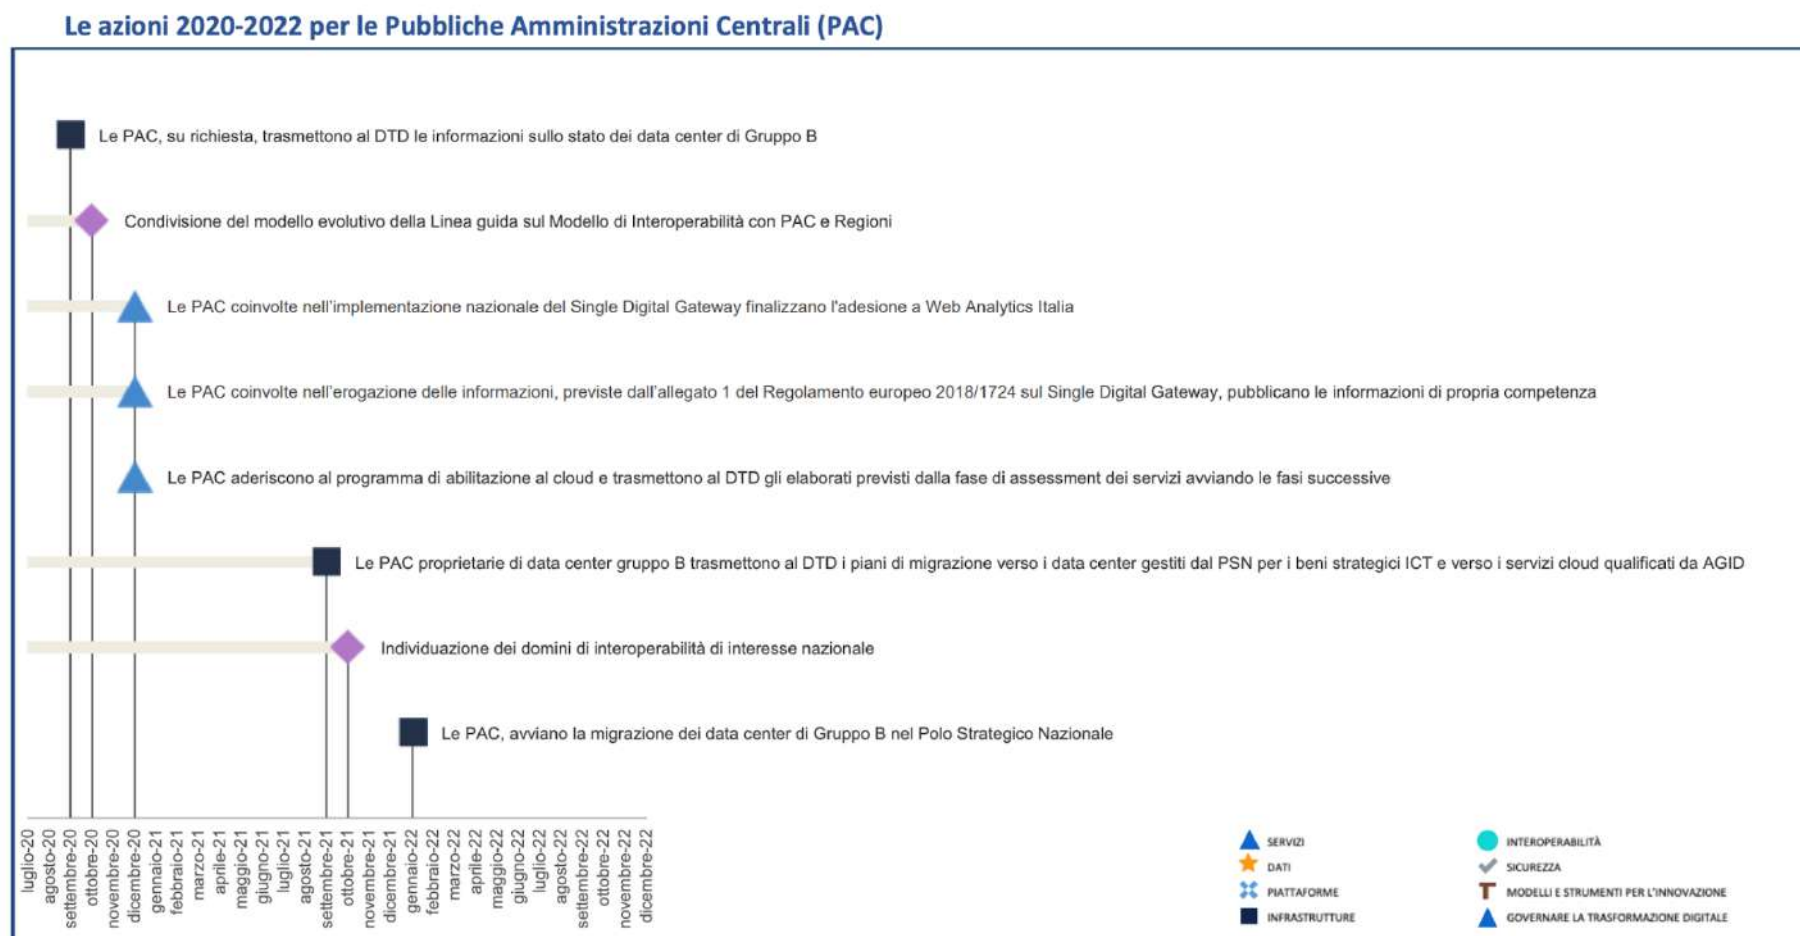 Le azioni 2020-2022 per le Pubbliche Amministrazioni Centrali (PAC)
Le PAC, su richiesta, trasmettono al DTD le informazioni sullo stato dei data center di Gruppo B
Condivisione del modello evolutivo della Linea guida sul Modello di Interoperabilità con PAC e Regioni
Le PAC coinvolte nell'implementazione nazionale del Single Digital Gateway finalizzano l'adesione a Web Analytics Italia
Le PAC coinvolte nell'erogazione delle informazioni, previste dall'allegato 1 del Regolamento europeo 2018/1724 sul Single Digital Gateway, pubblicano le informazioni di propria competenza
Le PAC aderiscono al programma di abilitazione al cloud e trasmettono al DTD gli elaborati previsti dalla fase di assessment dei servizi avviando le fasi successive
Le PAC proprietarie di data center gruppo B trasmettono al DTD i piani di migrazione verso i data center gestiti dal PSN per i beni strategici ICT e verso i servizi cloud qualificati da AGID
Individuazione dei domini di interoperabilità di interesse nazionale
Le PAC, avviano la migrazione dei data center di Gruppo B nel Polo Strategico Nazionale
luglio-20
agosto-20
settembre-20
ottobre-20
novembre-20
dicembre-20
gennaio-21
febbraio-21
marzo-21
aprile-21
maggio-21
giugno-21
luglio-21
agosto-21
settembre-21
ottobre-21
novembre-21
dicembre-21
gennaio-22
febbraio-22
marzo-22
aprile-22
maggio-22
giugno-22
luglio-22
agosto-22
settembre-22
ottobre-22
novembre-22
dicembre-22
SERVIZI
DATI
PIATTAFORME
INFRASTRUTTURE
INTEROPERABILITÀ
SICUREZZA
MODELLI E STRUMENTI PER L'INNOVAZIONE
GOVERNARE LA TRASFORMAZIONE DIGITALE